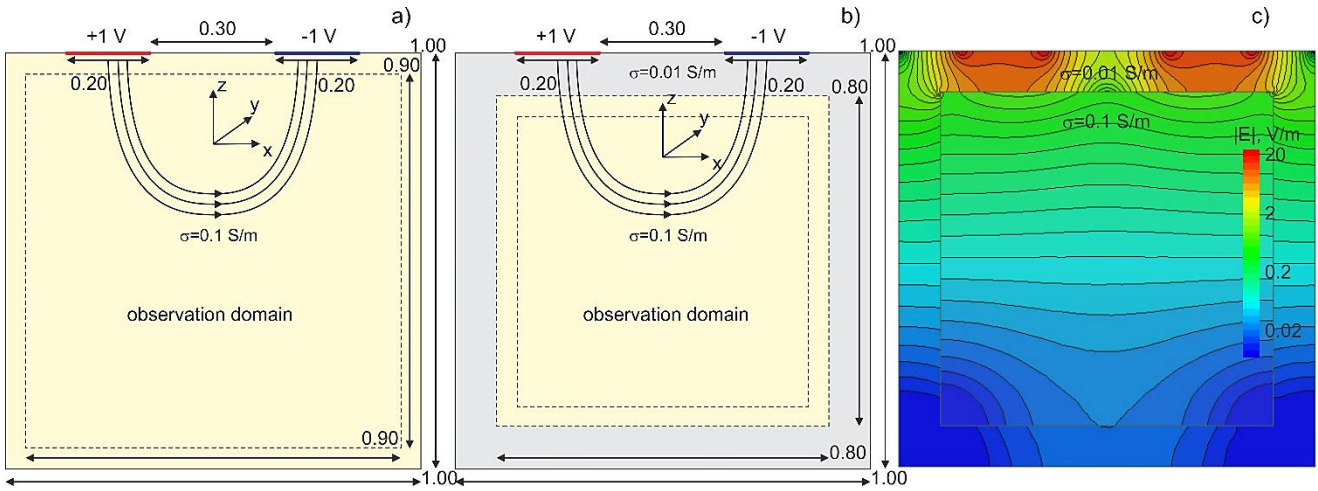 a)
+1 V
0.30
-1 V
1.00
0.90
0.20
0.20
z
y
x
σ=0.1 S/m
observation domain
0.90
1.00
b)
+1 V
0.30
-1 V
1.00
σ=0.01 S/m
0.20
0.20
0.80
z
y
x
σ=0.1 S/m
observation domain
0.80
1.00
c)
σ=0.01 S/m
σ=0.1 S/m
|E|, V/m
20
2
0.2
0.02